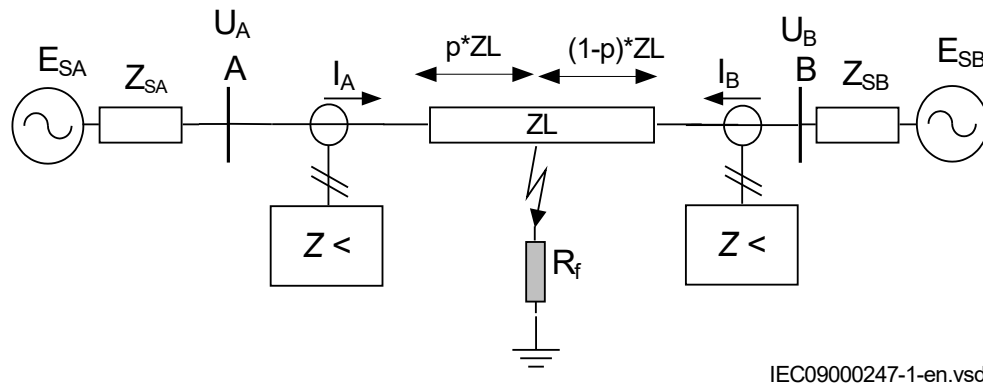 E_SA
Z_SA
U_A
A
I_A
p*ZL
(1-p)*ZL
ZL
I_B
U_B
B
Z_SB
E_SB
Z <
Z <
R_f
IEC09000247-1-en.vsd